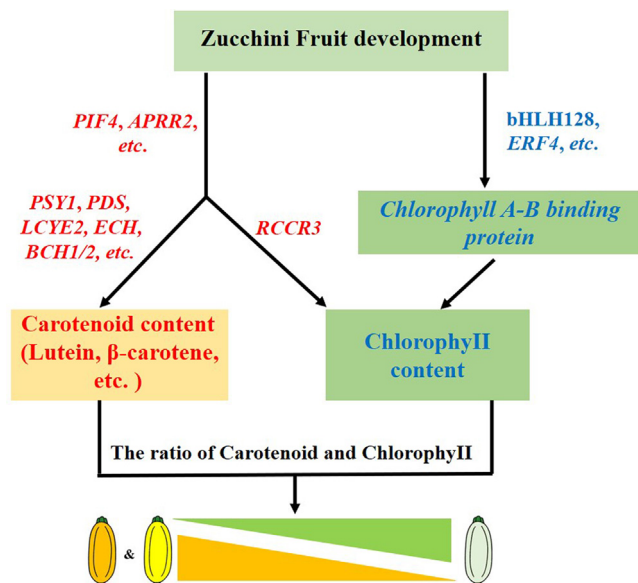 Zucchini Fruit development
PIF4, APRR2,
etc.
bHLH128,
ERF4, etc.
PSY1, PDS,
LCYE2, ECH,
BCH1/2, etc.
RCCR3
Chlorophyll A-B binding
protein
Carotenoid content
(Lutein, β-carotene,
etc. )
ChlorophyII
content
The ratio of Carotenoid and ChlorophyII
&